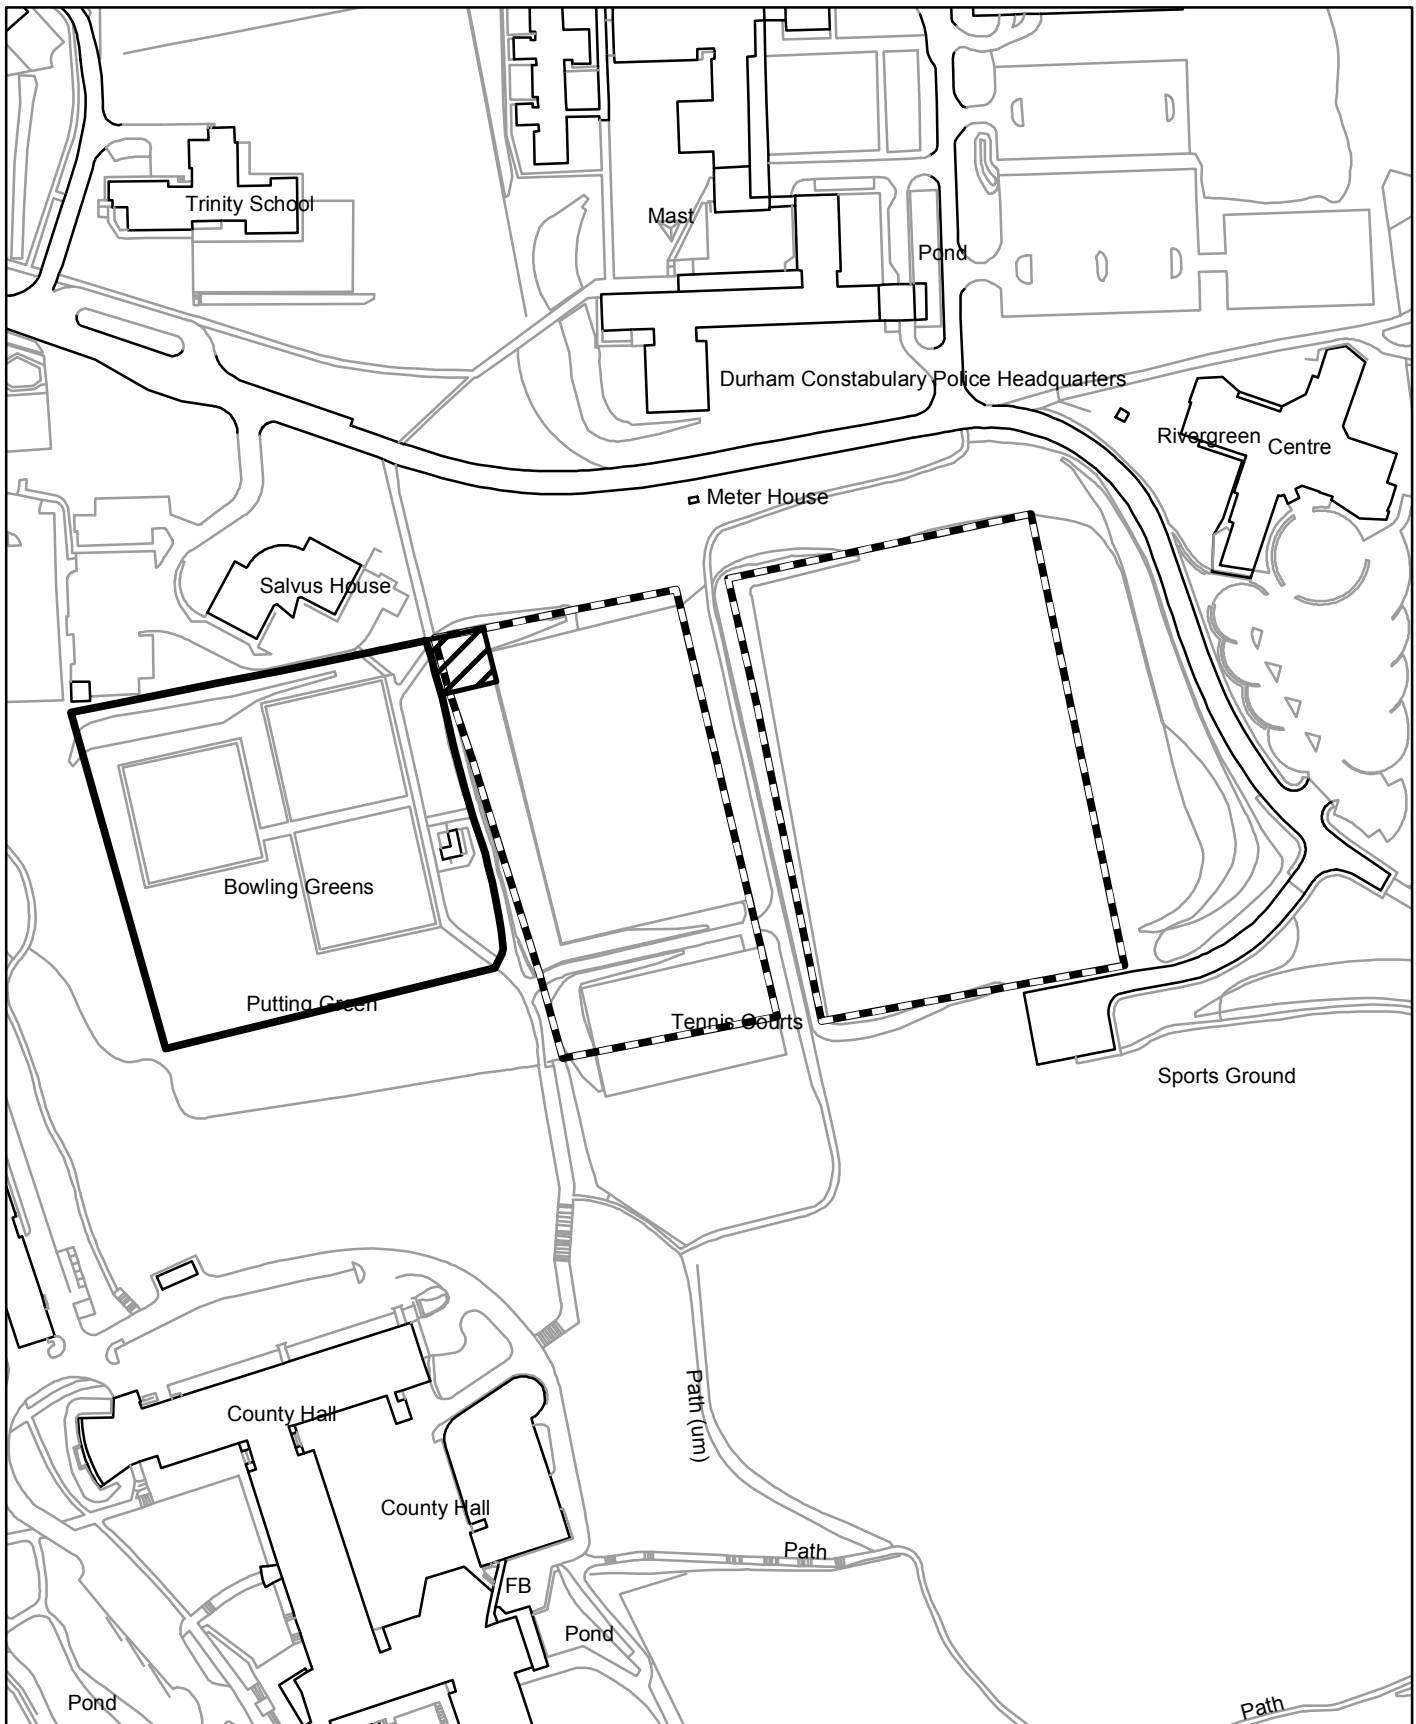 Trinity School
Mast
Pond
Durham Constabulary Police Headquarters
Rivergreen Centre
Meter House
Salvus House
Bowling Greens
Putting Green
Tennis Courts
Sports Ground
Path (um)
County Hall
County Hall
Path
FB
Pond
Pond
Path